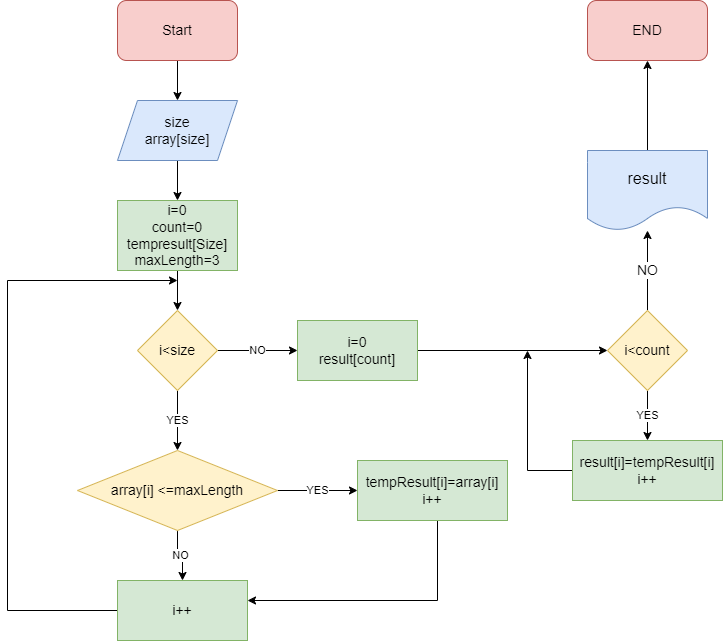 Start
size
array[size]
i=0
count=0
tempresult[Size]
maxLength=3
i<size
NO
i=0
result[count]
YES
array[i] <=maxLength
YES
tempResult[i]=array[i]
i++
NO
i++
i<count
YES
result[i]=tempResult[i]
i++
NO
result
END